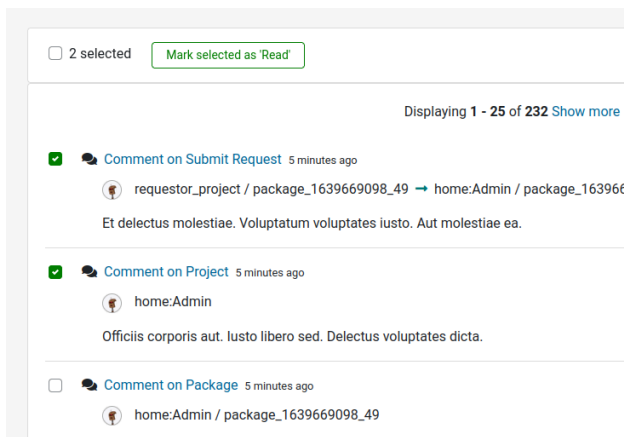 2 selected Mark selected as 'Read'
Displaying 1 - 25 of 232 Show more
Comment on Submit Request 5 minutes ago
requestor_project / package_1639669098_49 → home:Admin / package_163966
Et delectus molestiae. Voluptatum voluptates iusto. Aut molestiae ea.
Comment on Project 5 minutes ago
home:Admin
Officiis corporis aut. Iusto libero sed. Delectus voluptates dicta.
Comment on Package 5 minutes ago
home:Admin / package_1639669098_49